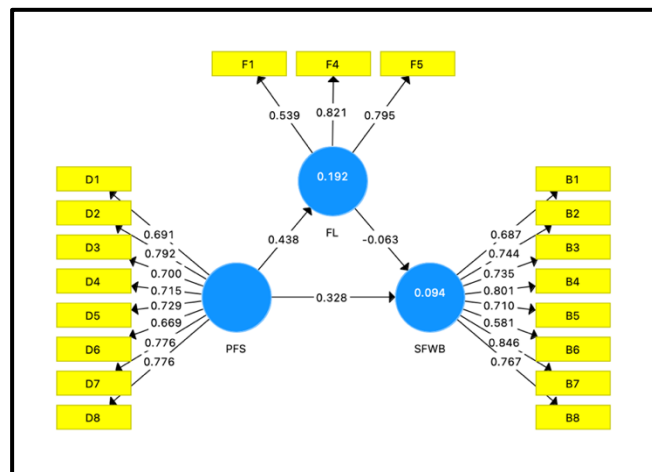 F1 F4 F5
0.539 0.821 0.795
0.192
FL
D1
D2
D3
D4
D5
D6
D7
D8
0.691
0.792
0.700
0.715
0.729
0.669
0.776
0.776
PFS
0.438
-0.063
0.328
0.094
SFWB
0.687
0.744
0.735
0.801
0.710
0.581
0.846
0.767
B1
B2
B3
B4
B5
B6
B7
B8